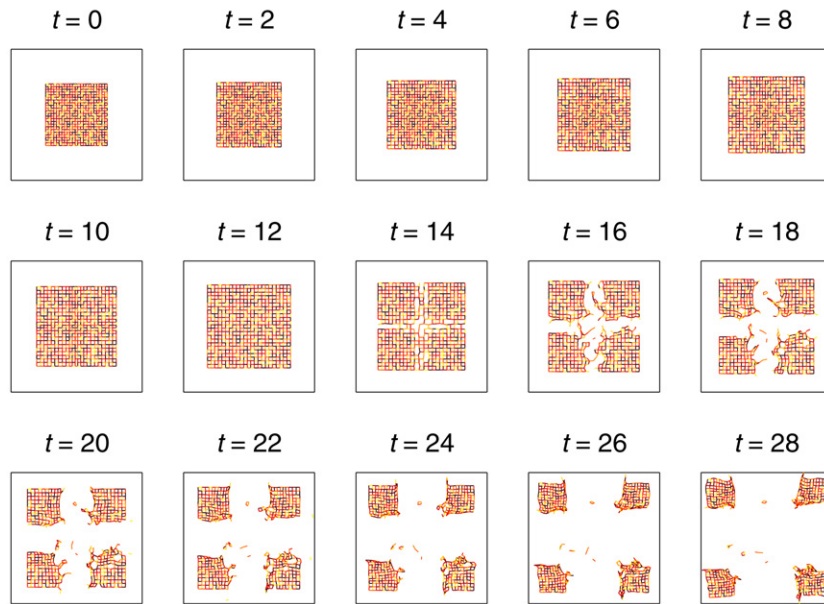 t = 0 t = 2 t = 4 t = 6 t = 8
t = 10 t = 12 t = 14 t = 16 t = 18
t = 20 t = 22 t = 24 t = 26 t = 28